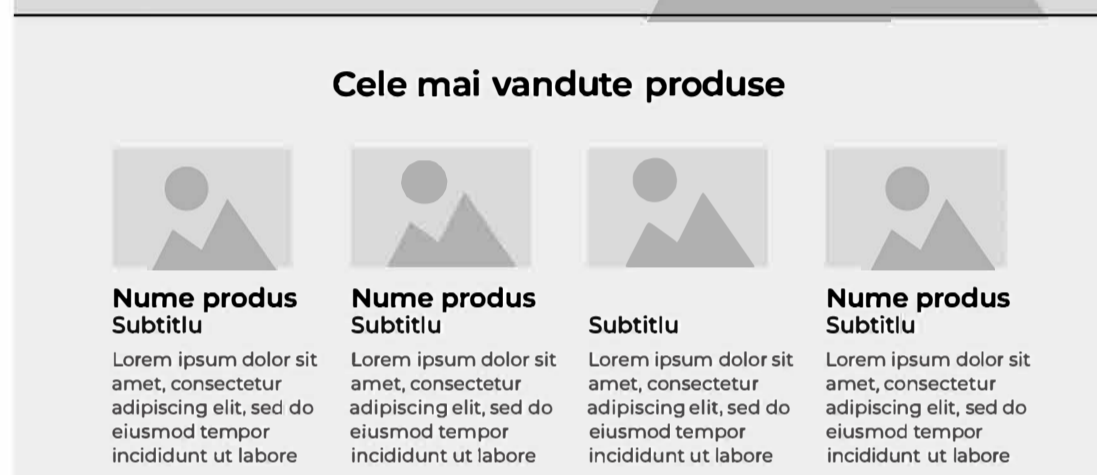 Cele mai vandute produse
Nume produs
Subtitlu
Lorem ipsum dolor sit
amet, consectetur
adipiscing elit, sed do
eiusmod tempor
incididunt ut labore
Nume produs
Subtitlu
Lorem ipsum dolor sit
amet, consectetur
adipiscing elit, sed do
eiusmod tempor
incididunt ut labore
Subtitlu
Lorem ipsum dolor sit
amet, consectetur
adipiscing elit, sed do
eiusmod tempor
incididunt ut labore
Nume produs
Subtitlu
Lorem ipsum dolor sit
amet, consectetur
adipiscing elit, sed do
eiusmod tempor
incididunt ut labore